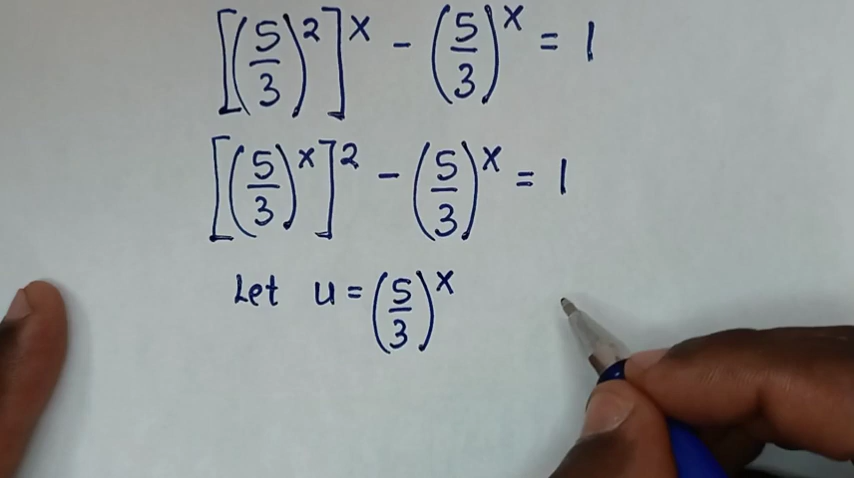 [(5/3)²]ˣ - (5/3)ˣ = 1
[(5/3)ˣ]² - (5/3)ˣ = 1
Let u = (5/3)ˣ